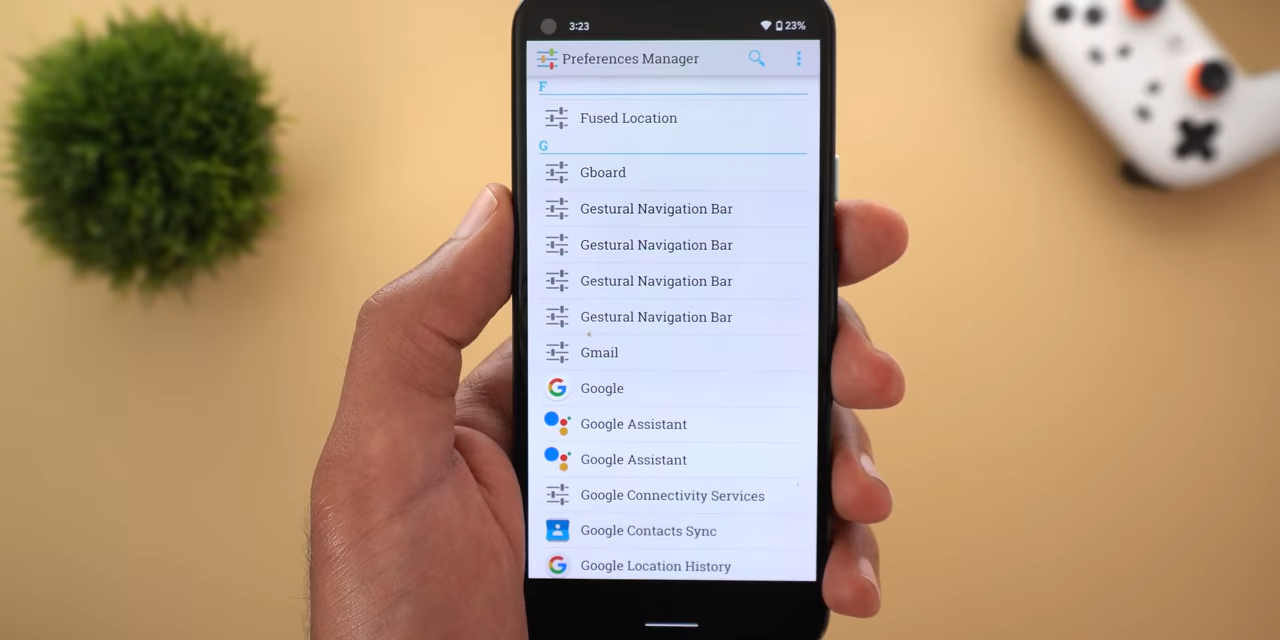 3:23 23%
Preferences Manager
F
Fused Location
G
Gboard
Gestural Navigation Bar
Gestural Navigation Bar
Gestural Navigation Bar
Gestural Navigation Bar
Gmail
Google
Google Assistant
Google Assistant
Google Connectivity Services
Google Contacts Sync
Google Location History